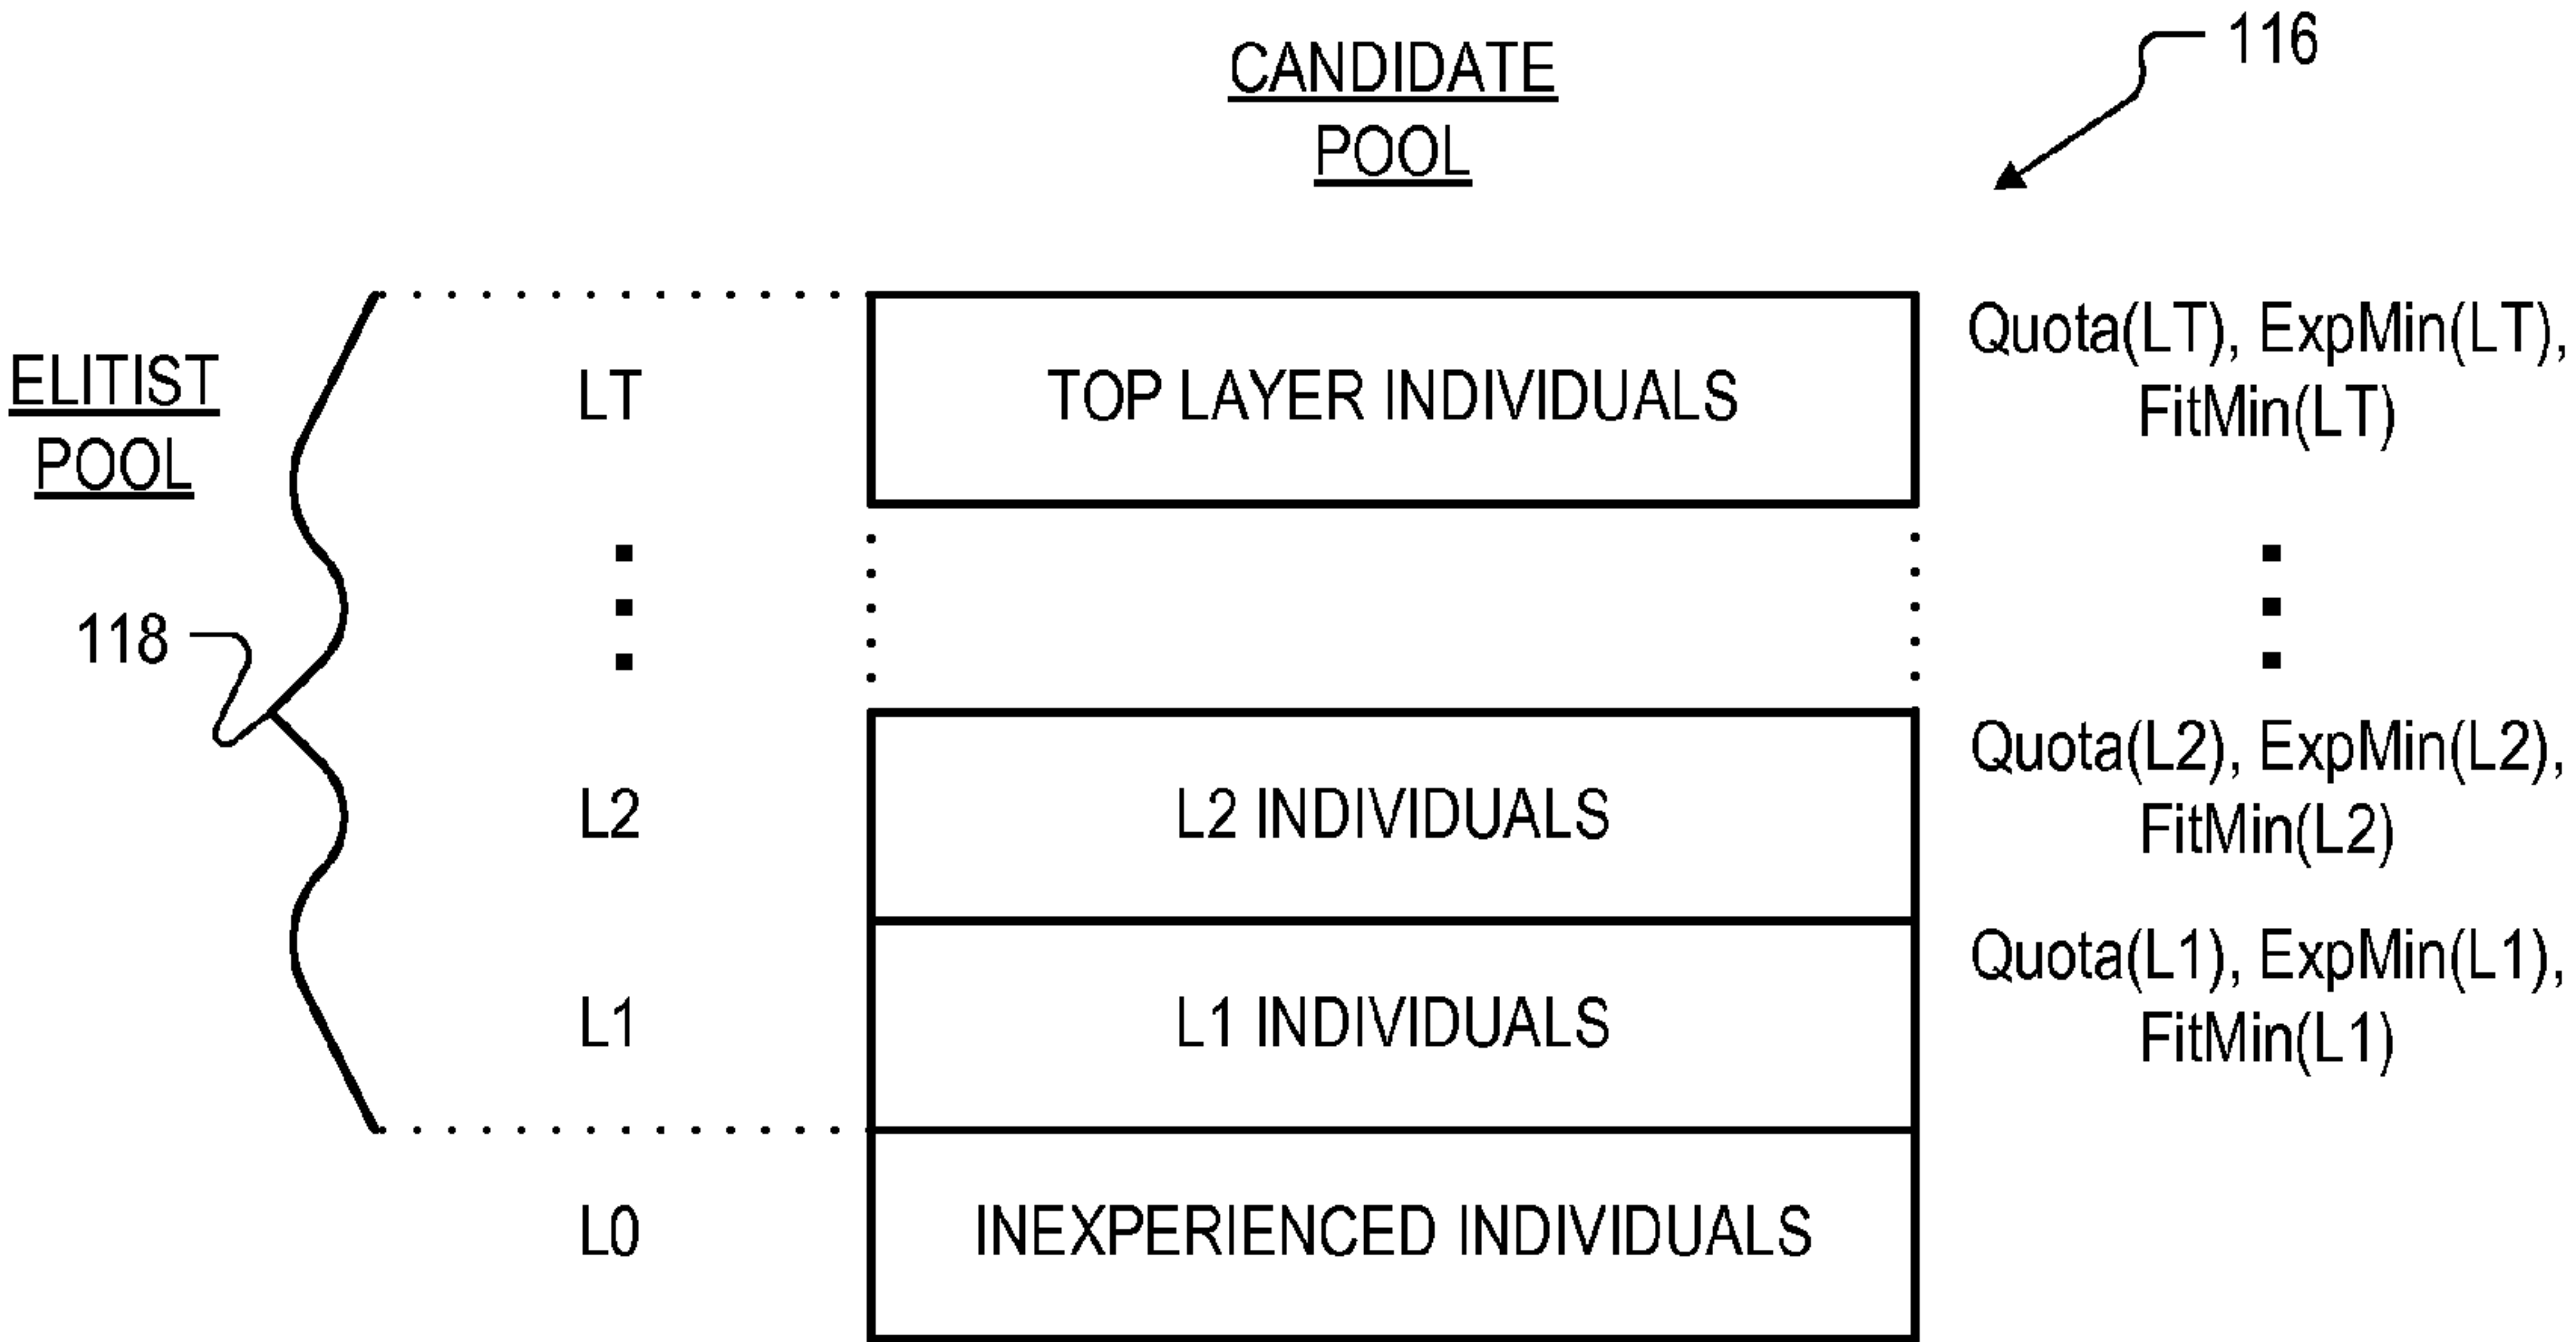 CANDIDATE
POOL
116
ELITIST
POOL
118
LT
TOP LAYER INDIVIDUALS
Quota(LT), ExpMin(LT),
FitMin(LT)
L2
L2 INDIVIDUALS
Quota(L2), ExpMin(L2),
FitMin(L2)
L1
L1 INDIVIDUALS
Quota(L1), ExpMin(L1),
FitMin(L1)
L0
INEXPERIENCED INDIVIDUALS